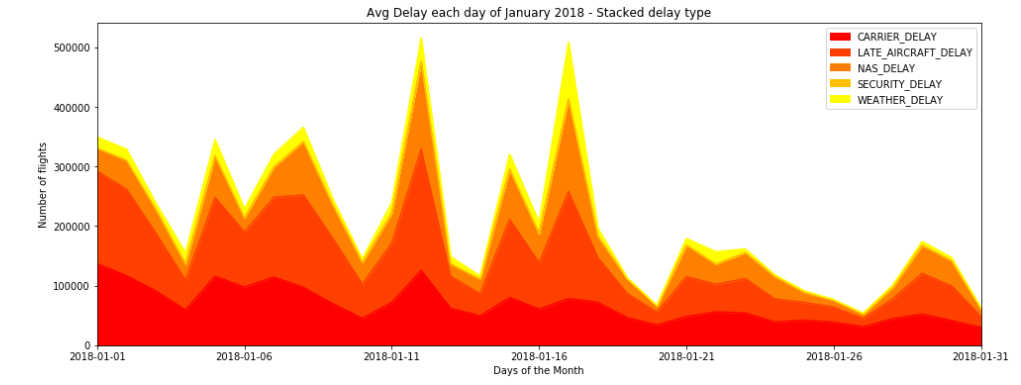 Avg Delay each day of January 2018 - Stacked delay type
CARRIER_DELAY
LATE_AIRCRAFT_DELAY
NAS_DELAY
SECURITY_DELAY
WEATHER_DELAY
Number of flights
500000
400000
300000
200000
100000
0
2018-01-01 2018-01-06 2018-01-11 2018-01-16 2018-01-21 2018-01-26 2018-01-31
Days of the Month